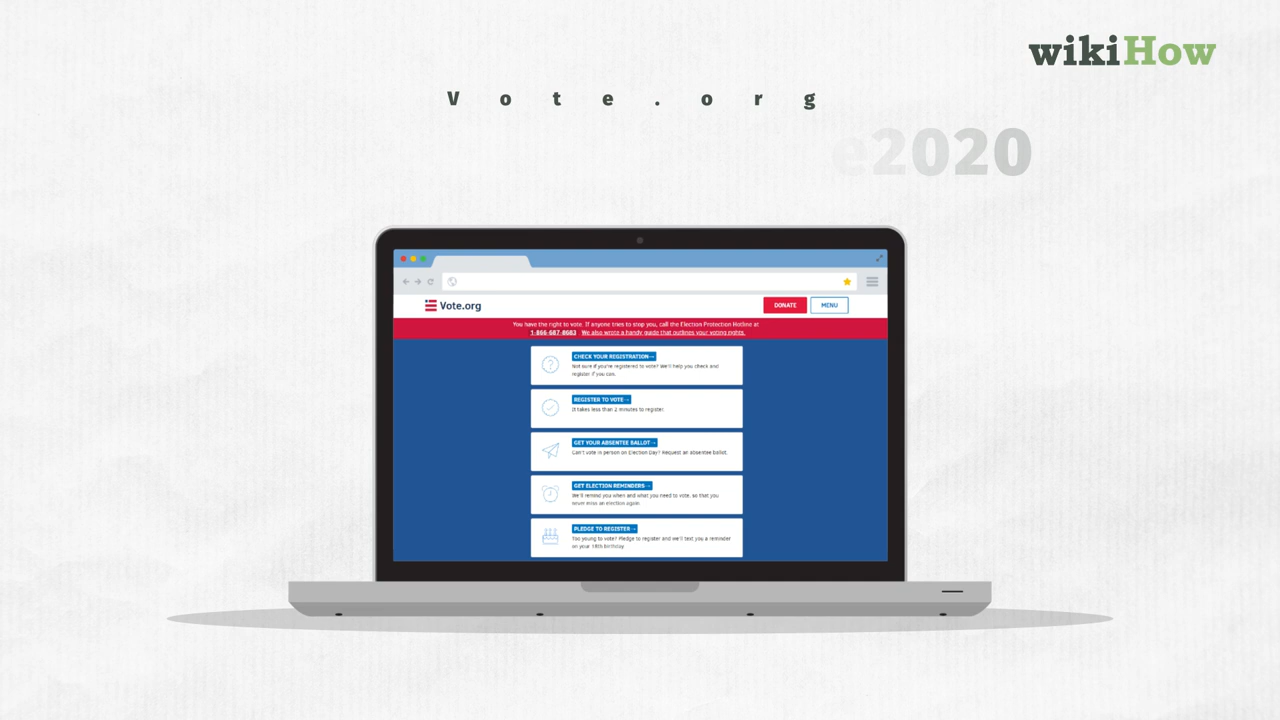 wikiHow
Vote.org
e2020
Vote.org
DONATE
MENU
You have the right to vote. If anyone tries to stop you, call the Election Protection Hotline at
1-866-687-8683 We also wrote a handy guide that outlines your voting rights.
CHECK YOUR REGISTRATION→
Not sure if you're registered to vote? We'll help you check and
register if you can.
REGISTER TO VOTE→
It takes less than 2 minutes to register.
GET YOUR ABSENTEE BALLOT→
Can't vote in person on Election Day? Request an absentee ballot.
GET ELECTION REMINDERS→
We'll remind you when and what you need to vote, so that you
never miss an election again.
PLEDGE TO REGISTER→
Too young to vote? Pledge to register and we'll text you a reminder
on your 18th birthday